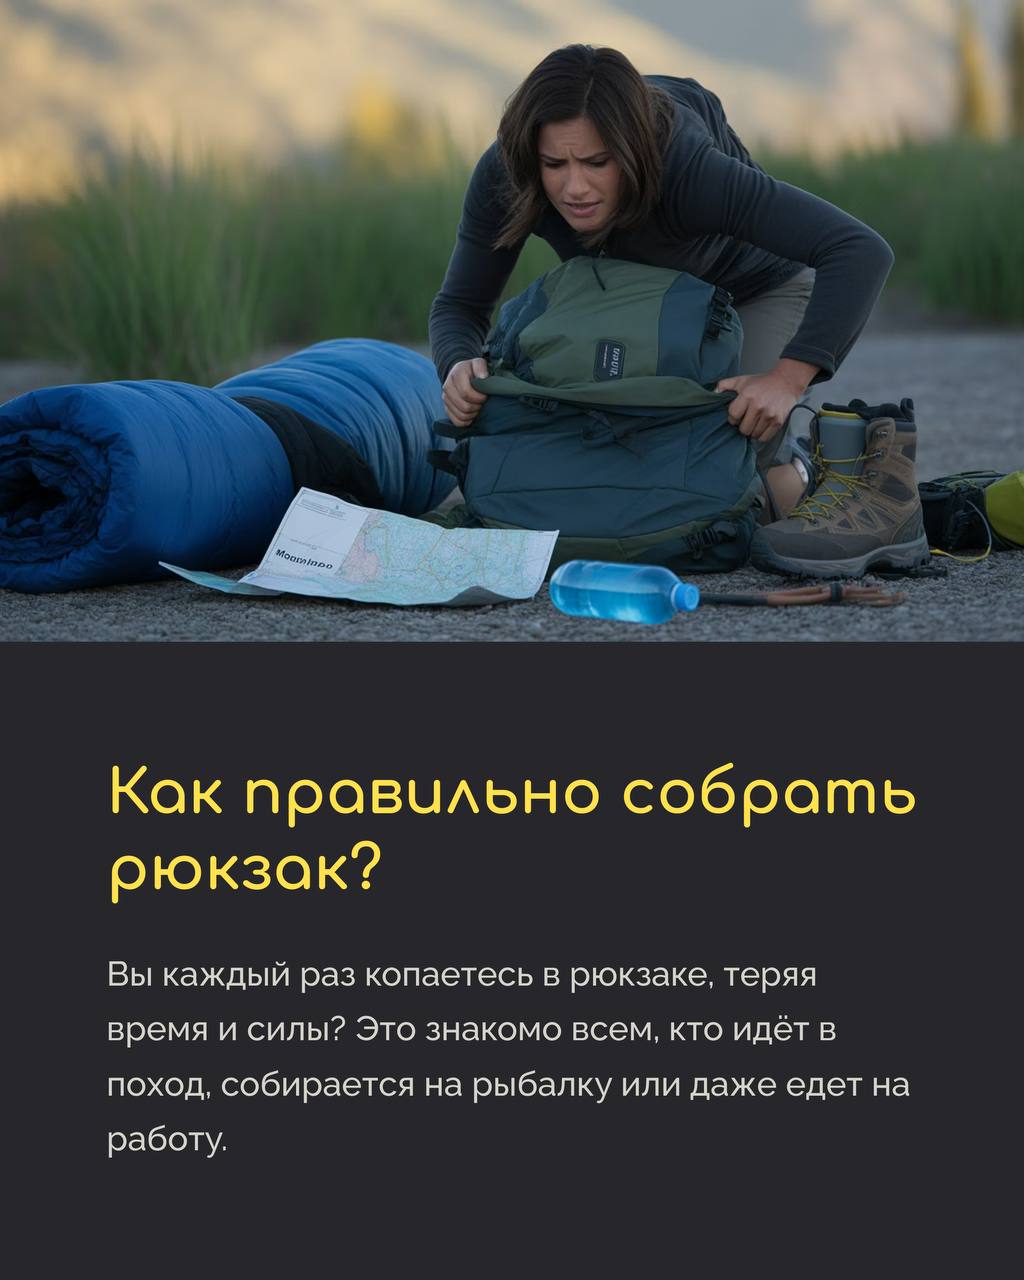 Как правильно собрать
рюкзак?
Вы каждый раз копаетесь в рюкзаке, теряя
время и силы? Это знакомо всем, кто идёт в
поход, собирается на рыбалку или даже едет на
работу.